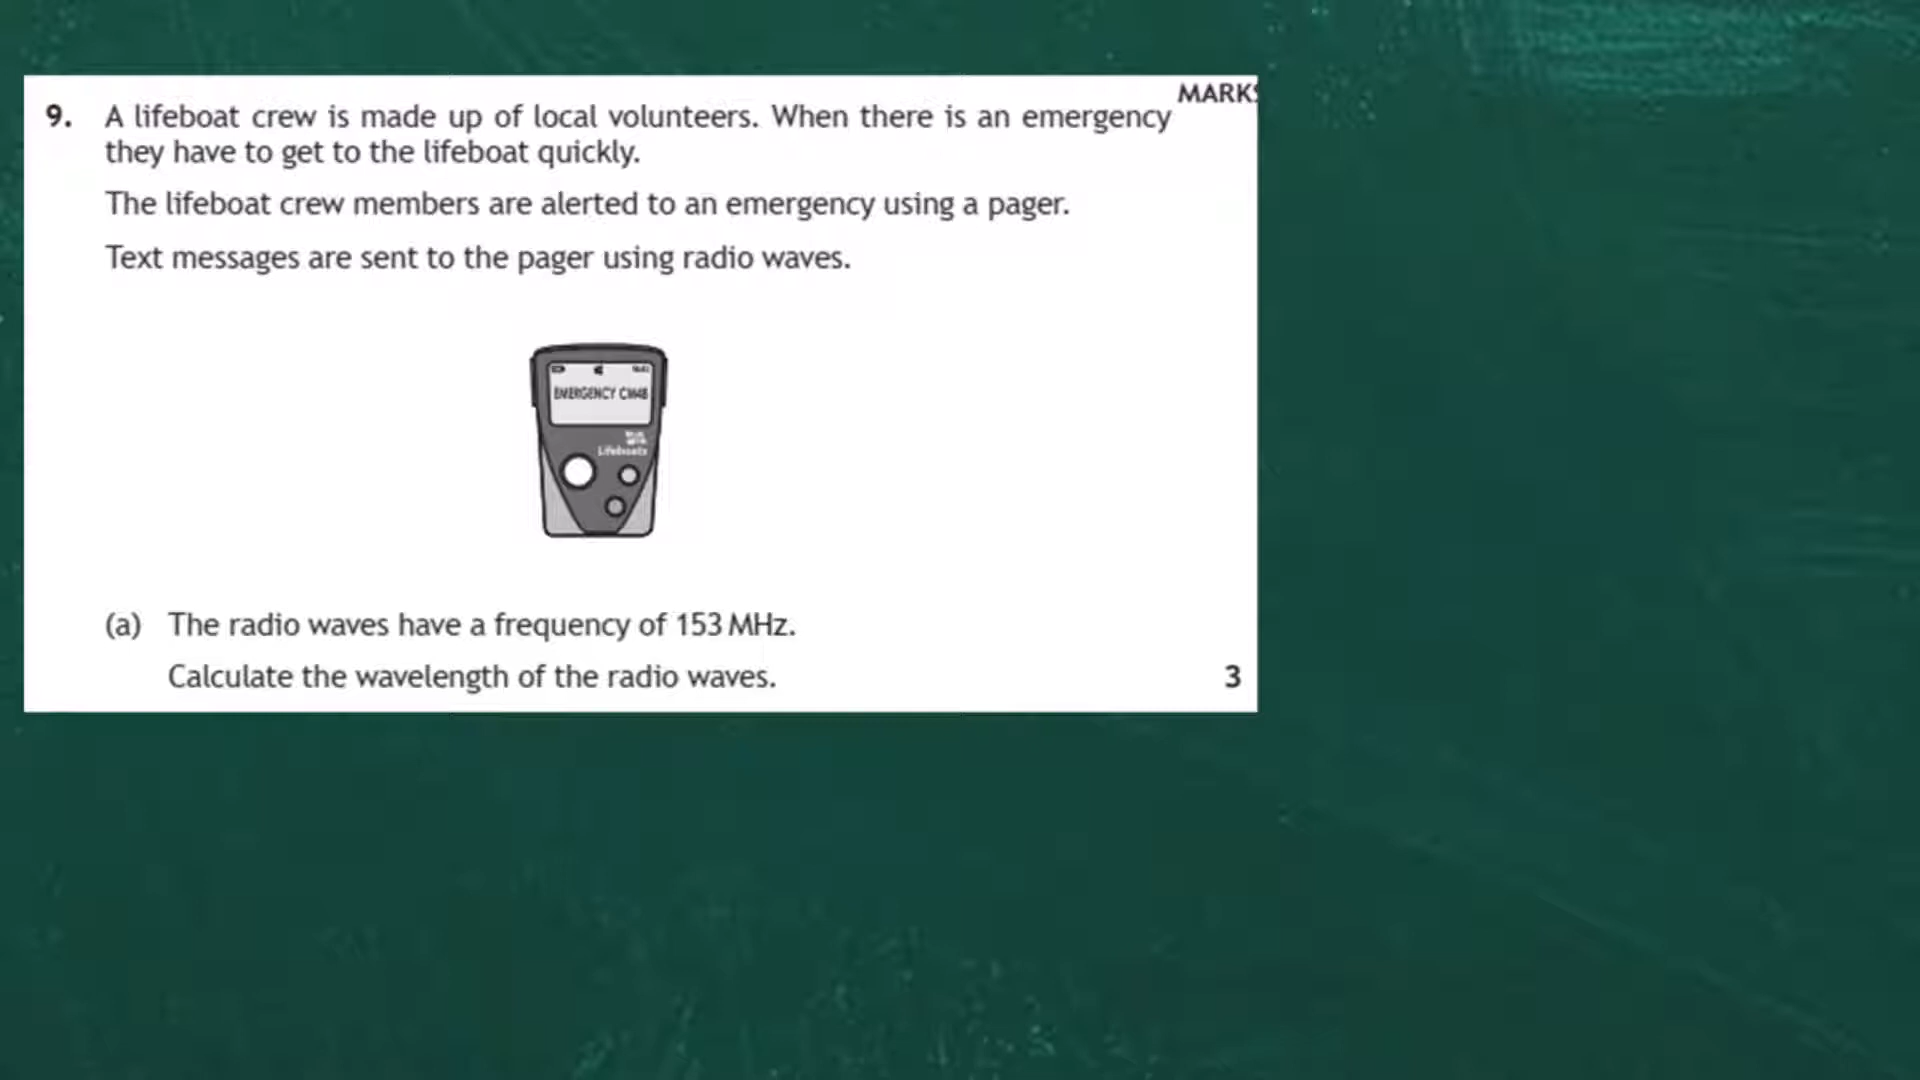 MARKS
9. A lifeboat crew is made up of local volunteers. When there is an emergency
they have to get to the lifeboat quickly.
The lifeboat crew members are alerted to an emergency using a pager.
Text messages are sent to the pager using radio waves.
EMERGENCY
Lifeboats
(a) The radio waves have a frequency of 153 MHz.
Calculate the wavelength of the radio waves.
3